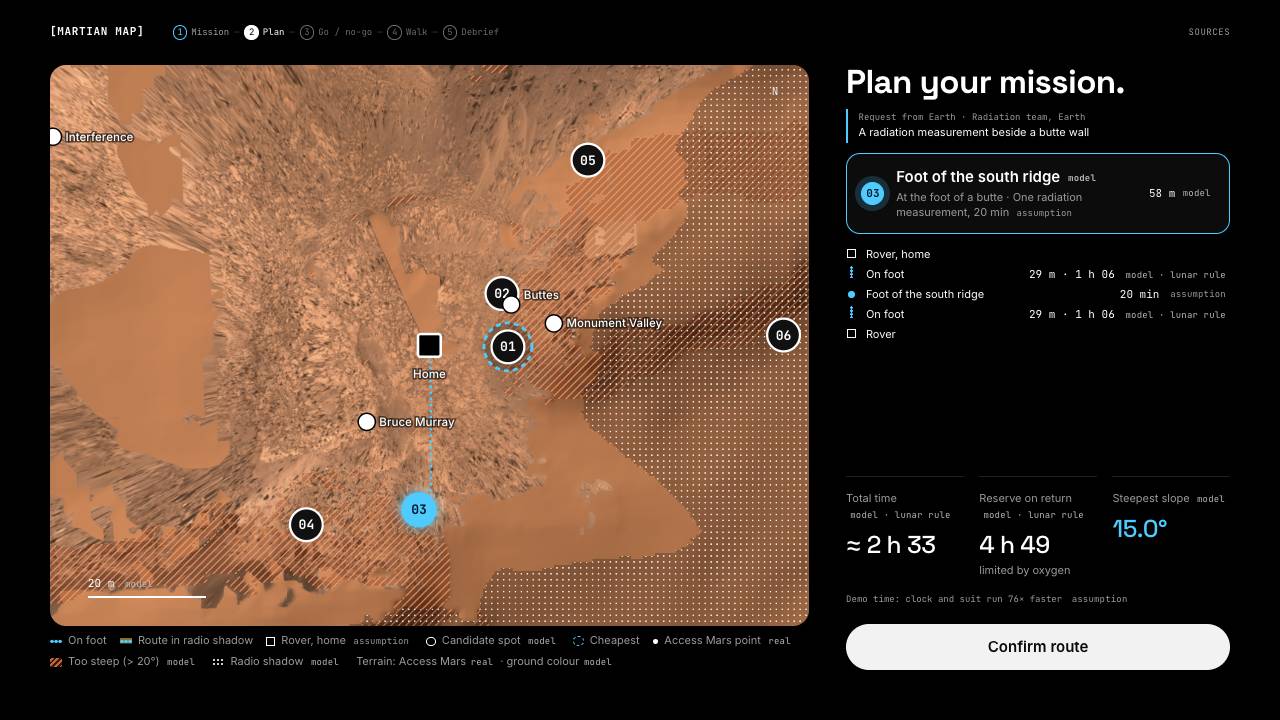 [MARTIAN MAP]
1 Mission – 2 Plan – 3 Go / no-go – 4 Walk – 5 Debrief
SOURCES
N
Interference
05
02
Buttes
Monument Valley
01
06
Home
Bruce Murray
03
04
20 m model
On foot
Route in radio shadow
Rover, home assumption
Candidate spot model
Cheapest
Access Mars point real
Too steep (> 20°) model
Radio shadow model
Terrain: Access Mars real · ground colour model
Plan your mission.
Request from Earth · Radiation team, Earth
A radiation measurement beside a butte wall
03
Foot of the south ridge model
At the foot of a butte · One radiation
measurement, 20 min assumption
58 m model
Rover, home
On foot 29 m · 1 h 06 model · lunar rule
Foot of the south ridge 20 min assumption
On foot 29 m · 1 h 06 model · lunar rule
Rover
Total time
model · lunar rule
≈ 2 h 33
Reserve on return
model · lunar rule
4 h 49
limited by oxygen
Steepest slope model
15.0°
Demo time: clock and suit run 76× faster assumption
Confirm route